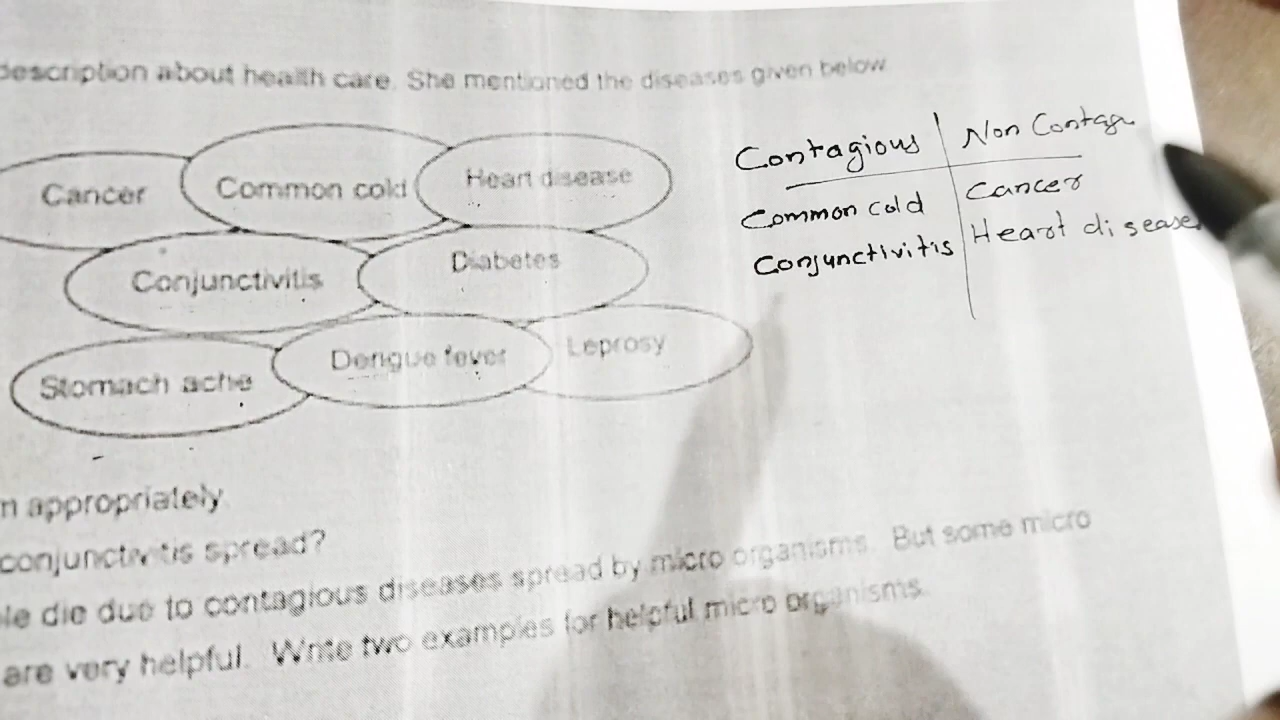 description about health care. She mentioned the diseases given below
Cancer
Common cold
Heart disease
Conjunctivitis
Diabetes
Stomach ache
Dengue fever
Leprosy
Contagious Non Contag
Common cold Cancer
Conjunctivitis Heart diseases
n appropriately.
conjunctivitis spread?
le die due to contagious diseases spread by micro organisms. But some micro
are very helpful. Write two examples for helpful micro organisms.